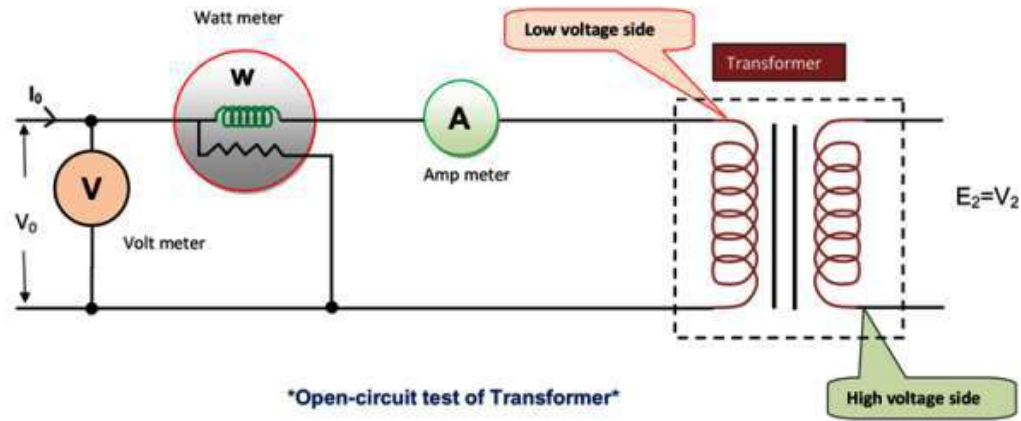 Watt meter
Low voltage side
Transformer
W
I₀
A
V
Amp meter
V₀
Volt meter
E₂=V₂
*Open-circuit test of Transformer*
High voltage side